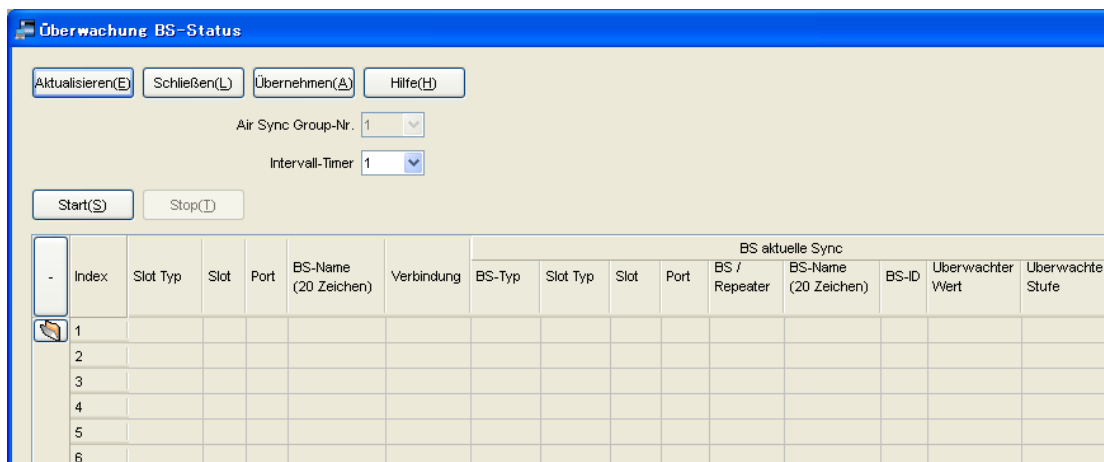 Überwachung BS-Status
Aktualisieren(E) Schließen(L) Übernehmen(A) Hilfe(H)
Air Sync Group-Nr. 1
Intervall-Timer 1
Start(S) Stop(T)
BS aktuelle Sync
- Index Slot Typ Slot Port BS-Name (20 Zeichen) Verbindung BS-Typ Slot Typ Slot Port BS / Repeater BS-Name (20 Zeichen) BS-ID Überwachter Wert Überwachte Stufe
1
2
3
4
5
6